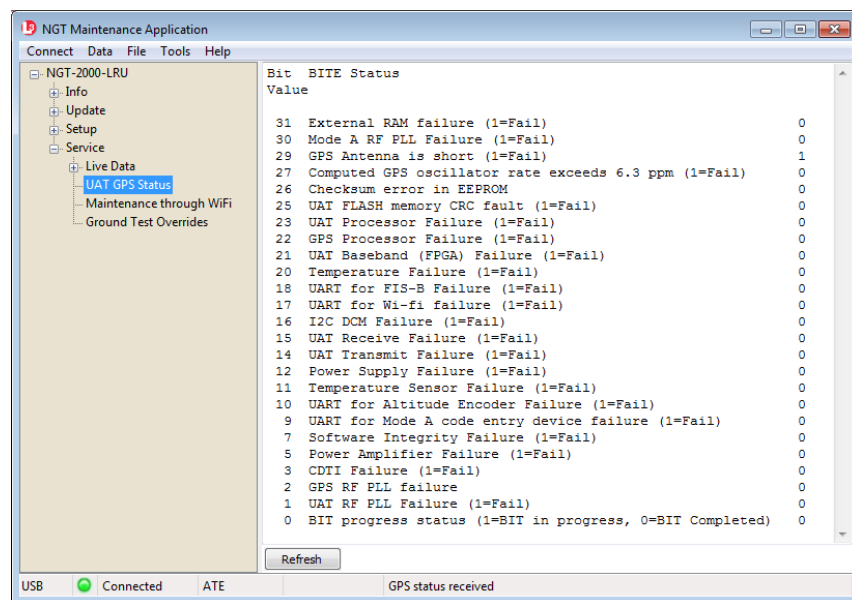 NGT Maintenance Application
Connect Data File Tools Help
NGT-2000-LRU
Info
Update
Setup
Service
Live Data
UAT GPS Status
Maintenance through WiFi
Ground Test Overrides
Bit BITE Status
Value
31 External RAM failure (1=Fail) 0
30 Mode A RF PLL Failure (1=Fail) 0
29 GPS Antenna is short (1=Fail) 1
27 Computed GPS oscillator rate exceeds 6.3 ppm (1=Fail) 0
26 Checksum error in EEPROM 0
25 UAT FLASH memory CRC fault (1=Fail) 0
23 UAT Processor Failure (1=Fail) 0
22 GPS Processor Failure (1=Fail) 0
21 UAT Baseband (FPGA) Failure (1=Fail) 0
20 Temperature Failure (1=Fail) 0
18 UART for FIS-B Failure (1=Fail) 0
17 UART for Wi-fi failure (1=Fail) 0
16 I2C DCM Failure (1=Fail) 0
15 UAT Receive Failure (1=Fail) 0
14 UAT Transmit Failure (1=Fail) 0
12 Power Supply Failure (1=Fail) 0
11 Temperature Sensor Failure (1=Fail) 0
10 UART for Altitude Encoder Failure (1=Fail) 0
9 UART for Mode A code entry device failure (1=Fail) 0
7 Software Integrity Failure (1=Fail) 0
5 Power Amplifier Failure (1=Fail) 0
3 CDTI Failure (1=Fail) 0
2 GPS RF PLL failure 0
1 UAT RF PLL Failure (1=Fail) 0
0 BIT progress status (1=BIT in progress, 0=BIT Completed) 0
Refresh
USB Connected ATE GPS status received